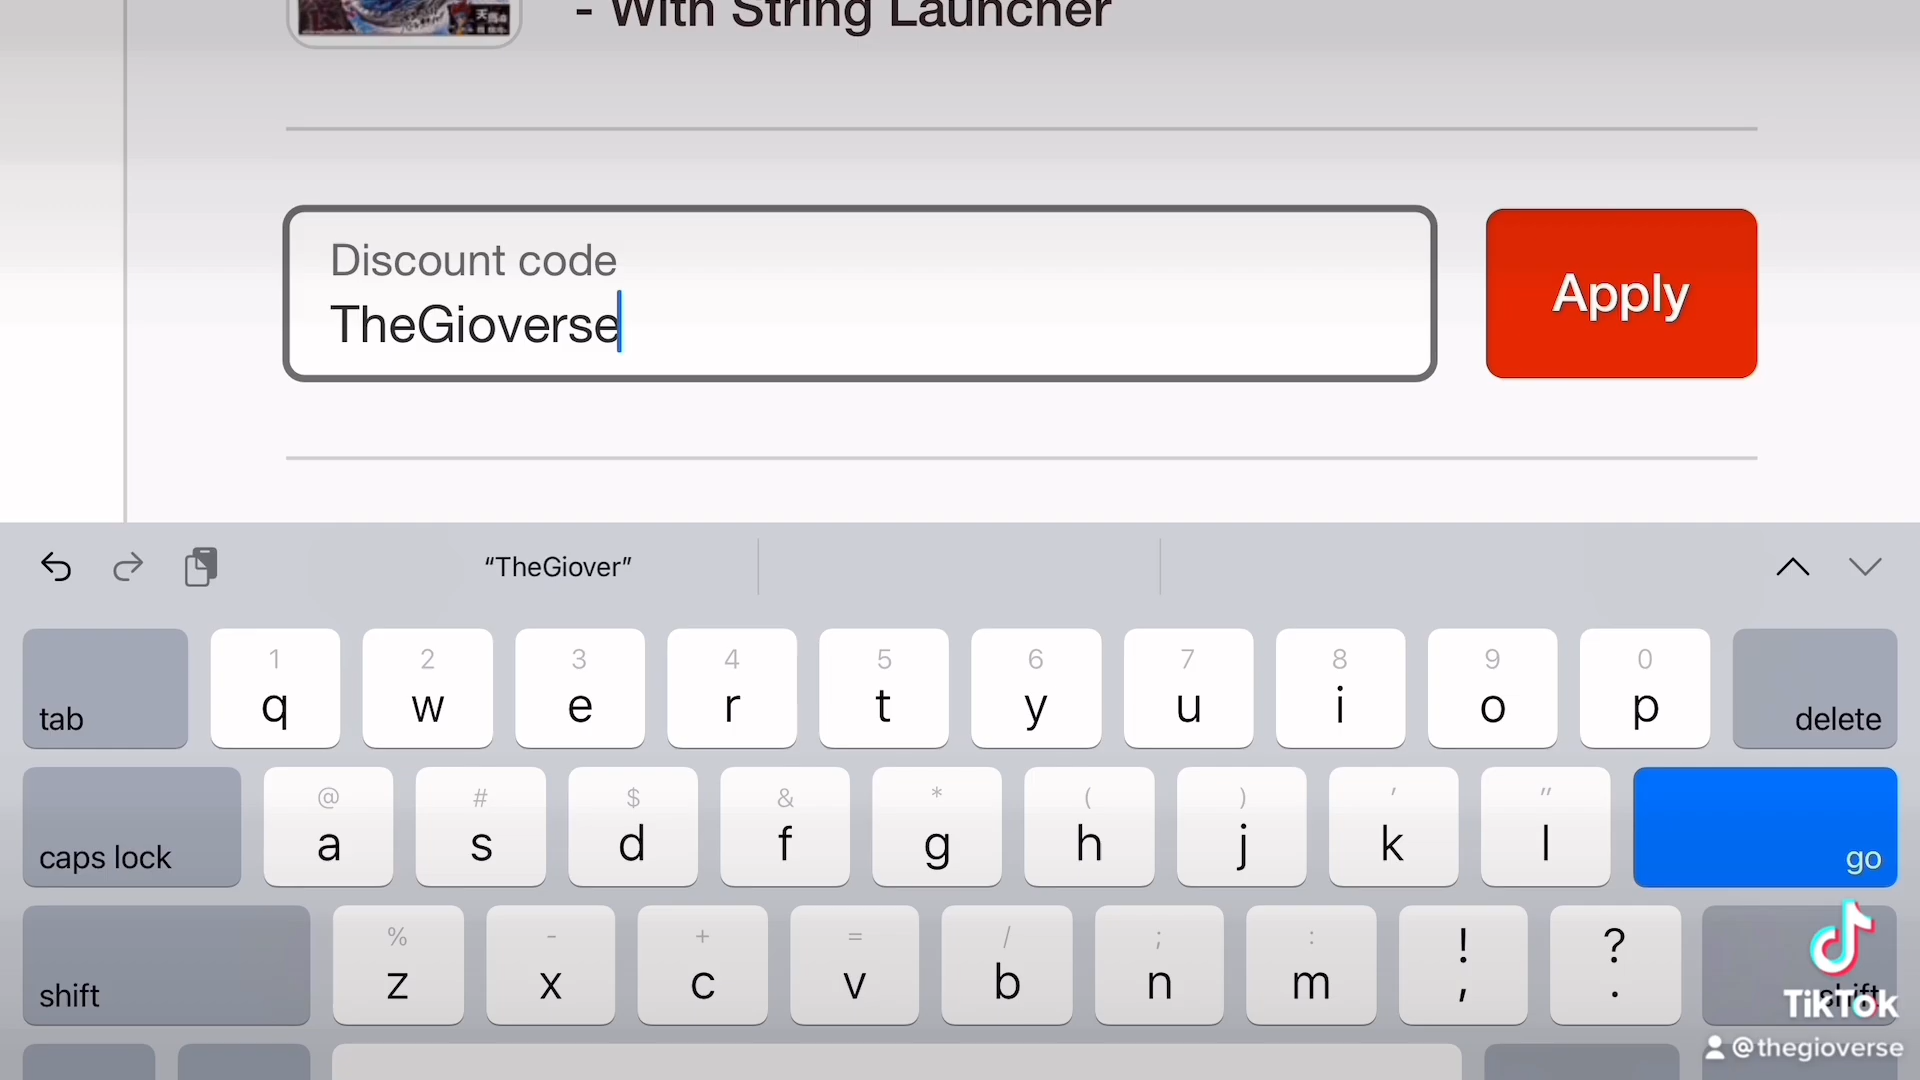 - With String Launcher
Discount code
TheGioverse
Apply
“TheGiover”
tab
1 2 3 4 5 6 7 8 9 0
q w e r t y u i o p
delete
@ # $ & * ( ) ' "
caps lock
a s d f g h j k l
go
% - + = / ; : ! ?
shift
z x c v b n m , .
shift
TikTok
@thegioverse